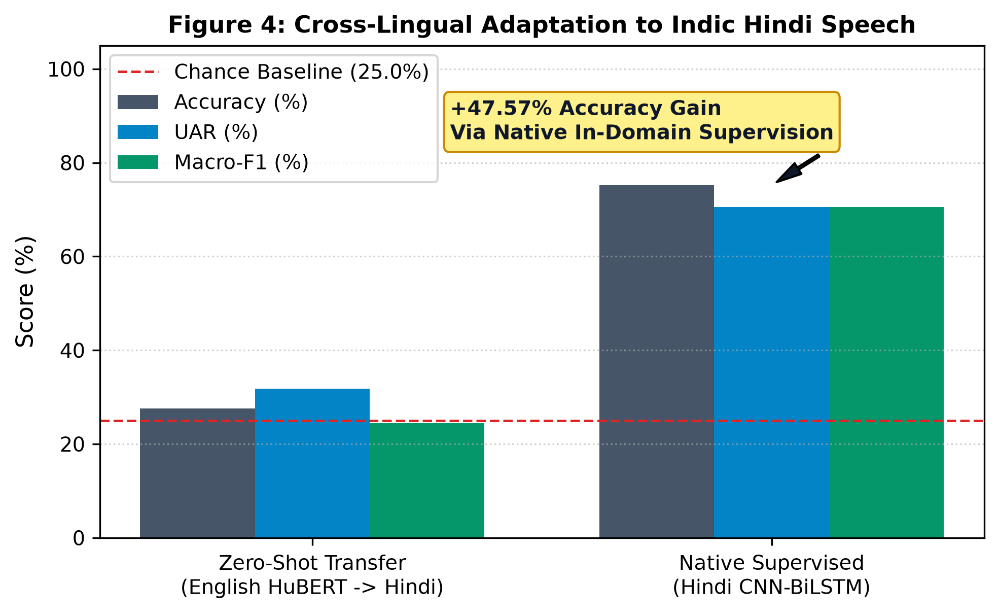 Figure 4: Cross-Lingual Adaptation to Indic Hindi Speech
Chance Baseline (25.0%)
Accuracy (%)
UAR (%)
Macro-F1 (%)
+47.57% Accuracy Gain
Via Native In-Domain Supervision
Score (%)
100
80
60
40
20
0
Zero-Shot Transfer
(English HuBERT -> Hindi)
Native Supervised
(Hindi CNN-BiLSTM)